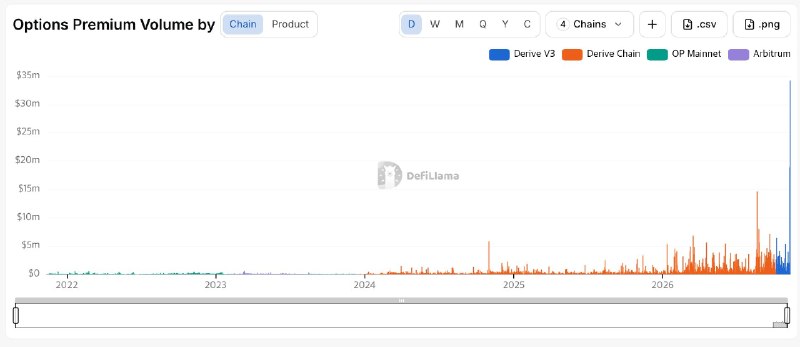 Options Premium Volume by Chain Product D W M Q Y C 4 Chains + .csv .png
Derive V3 Derive Chain OP Mainnet Arbitrum
$35m
$30m
$25m
$20m
$15m
$10m
$5m
$0
DefiLlama
2022 2023 2024 2025 2026